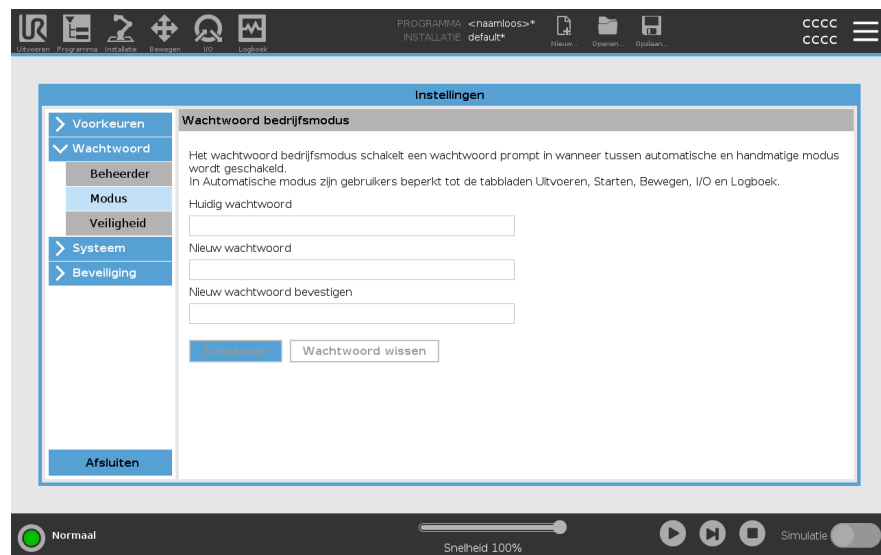 UR
Uitvoeren Programma Installatie Bewegen I/O Logboek
PROGRAMMA <naamloos>*
INSTALLATIE default*
Nieuw... Openen... Opslaan...
cccc
cccc
Instellingen
Voorkeuren
Wachtwoord
Beheerder
Modus
Veiligheid
Systeem
Beveiliging
Afsluiten
Wachtwoord bedrijfsmodus
Het wachtwoord bedrijfsmodus schakelt een wachtwoord prompt in wanneer tussen automatische en handmatige modus
wordt geschakeld.
In Automatische modus zijn gebruikers beperkt tot de tabbladen Uitvoeren, Starten, Bewegen, I/O en Logboek.
Huidig wachtwoord
Nieuw wachtwoord
Nieuw wachtwoord bevestigen
Toepassen Wachtwoord wissen
Normaal
Snelheid 100%
Simulatie